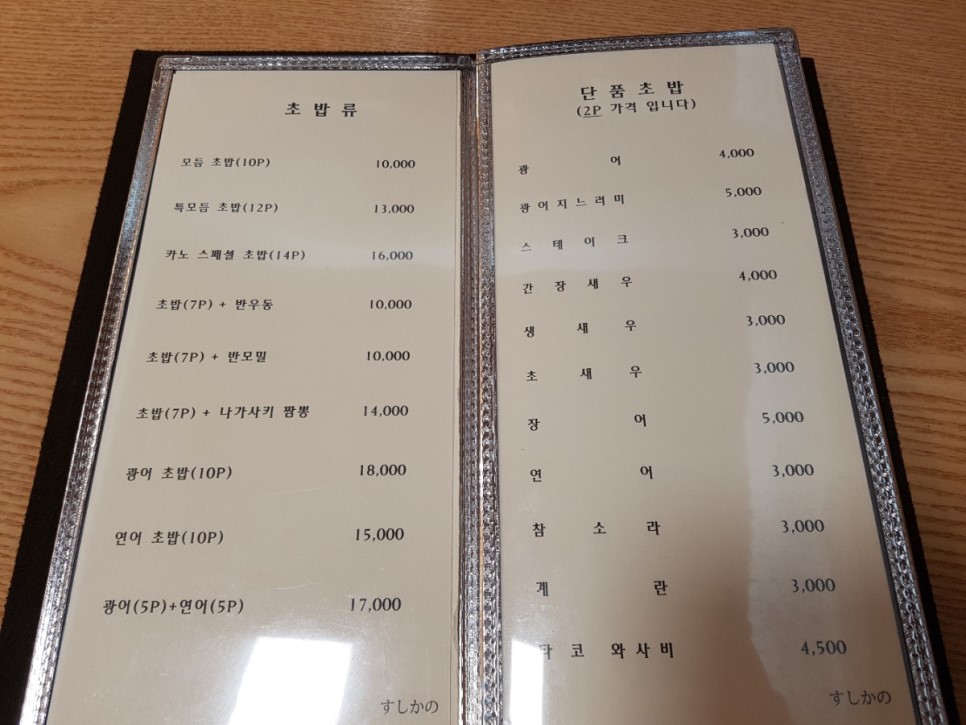 초밥류
모듬 초밥(10P) 10,000
특모듬 초밥(12P) 13,000
카노 스페셜 초밥(14P) 16,000
초밥(7P) + 반우동 10,000
초밥(7P) + 반모밀 10,000
초밥(7P) + 나가사키 짬뽕 14,000
광어 초밥(10P) 18,000
연어 초밥(10P) 15,000
광어(5P)+연어(5P) 17,000
すしかの
단품초밥
(2P 가격 입니다)
광어 4,000
광어지느러미 5,000
스테이크 3,000
간장새우 4,000
생새우 3,000
초새우 3,000
장어 5,000
연어 3,000
참소라 3,000
계란 3,000
타코 와사비 4,500
すしかの